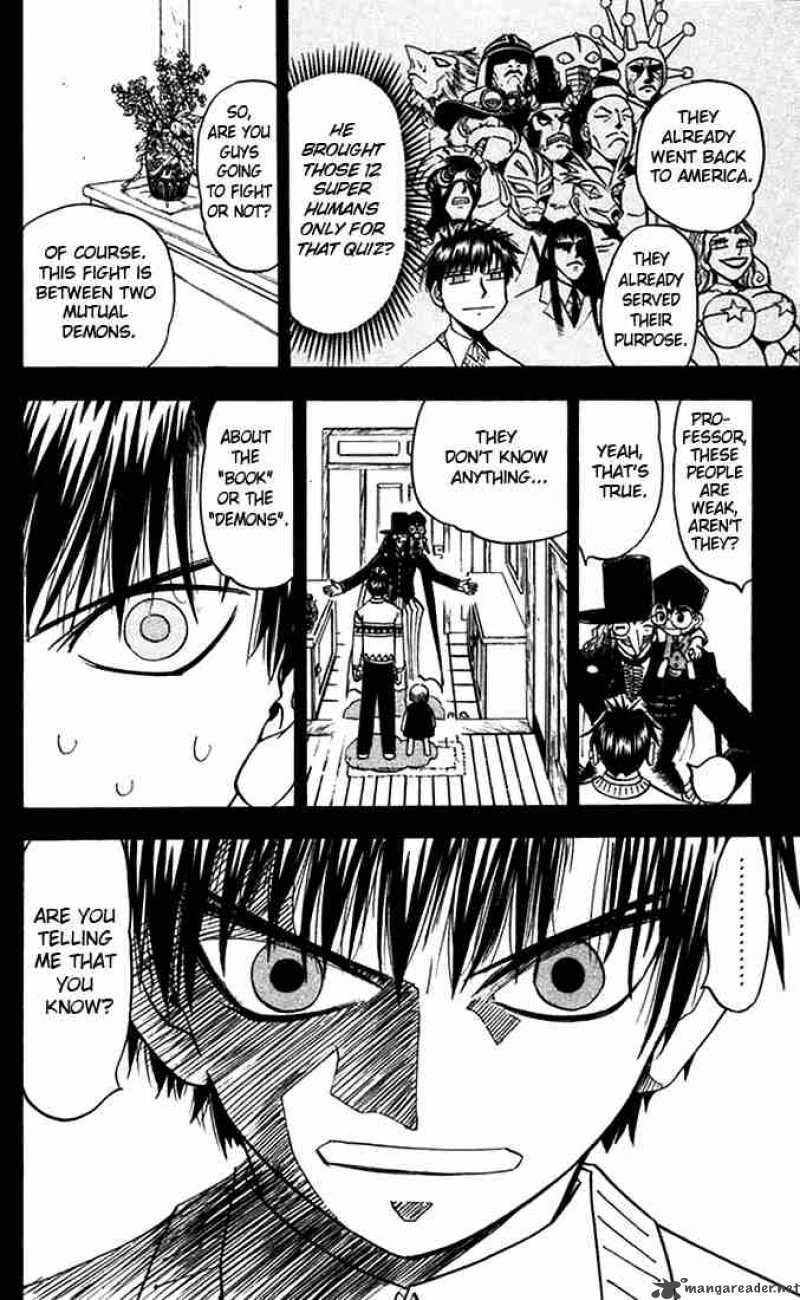 THEY
ALREADY
WENT BACK
TO AMERICA.
THEY
ALREADY
SERVED
THEIR
PURPOSE.
HE
BROUGHT
THOSE 12
SUPER
HUMANS
ONLY FOR
THAT QUIZ?
SO,
ARE YOU
GUYS
GOING
TO FIGHT
OR NOT?
OF COURSE.
THIS FIGHT IS
BETWEEN TWO
MUTUAL
DEMONS.
PRO-
FESSOR,
THESE
PEOPLE
ARE
WEAK,
AREN'T
THEY?
YEAH,
THAT'S
TRUE.
THEY
DON'T KNOW
ANYTHING...
ABOUT
THE
"BOOK"
OR THE
"DEMONS".
.........
ARE YOU
TELLING
ME THAT
YOU
KNOW?
mangareader.net